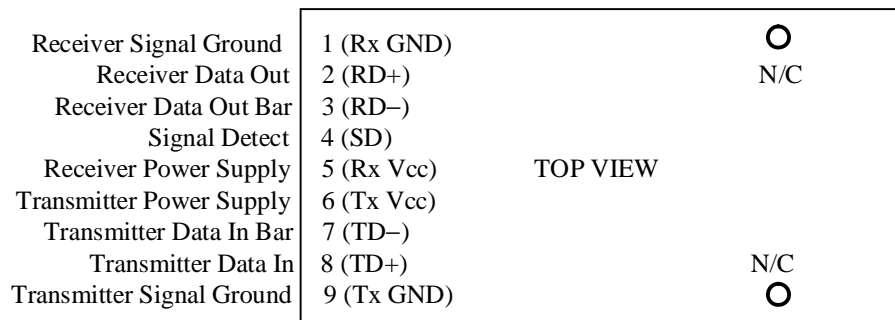 Receiver Signal Ground 1 (Rx GND)
Receiver Data Out 2 (RD+) N/C
Receiver Data Out Bar 3 (RD−)
Signal Detect 4 (SD)
Receiver Power Supply 5 (Rx Vcc) TOP VIEW
Transmitter Power Supply 6 (Tx Vcc)
Transmitter Data In Bar 7 (TD−)
Transmitter Data In 8 (TD+) N/C
Transmitter Signal Ground 9 (Tx GND)